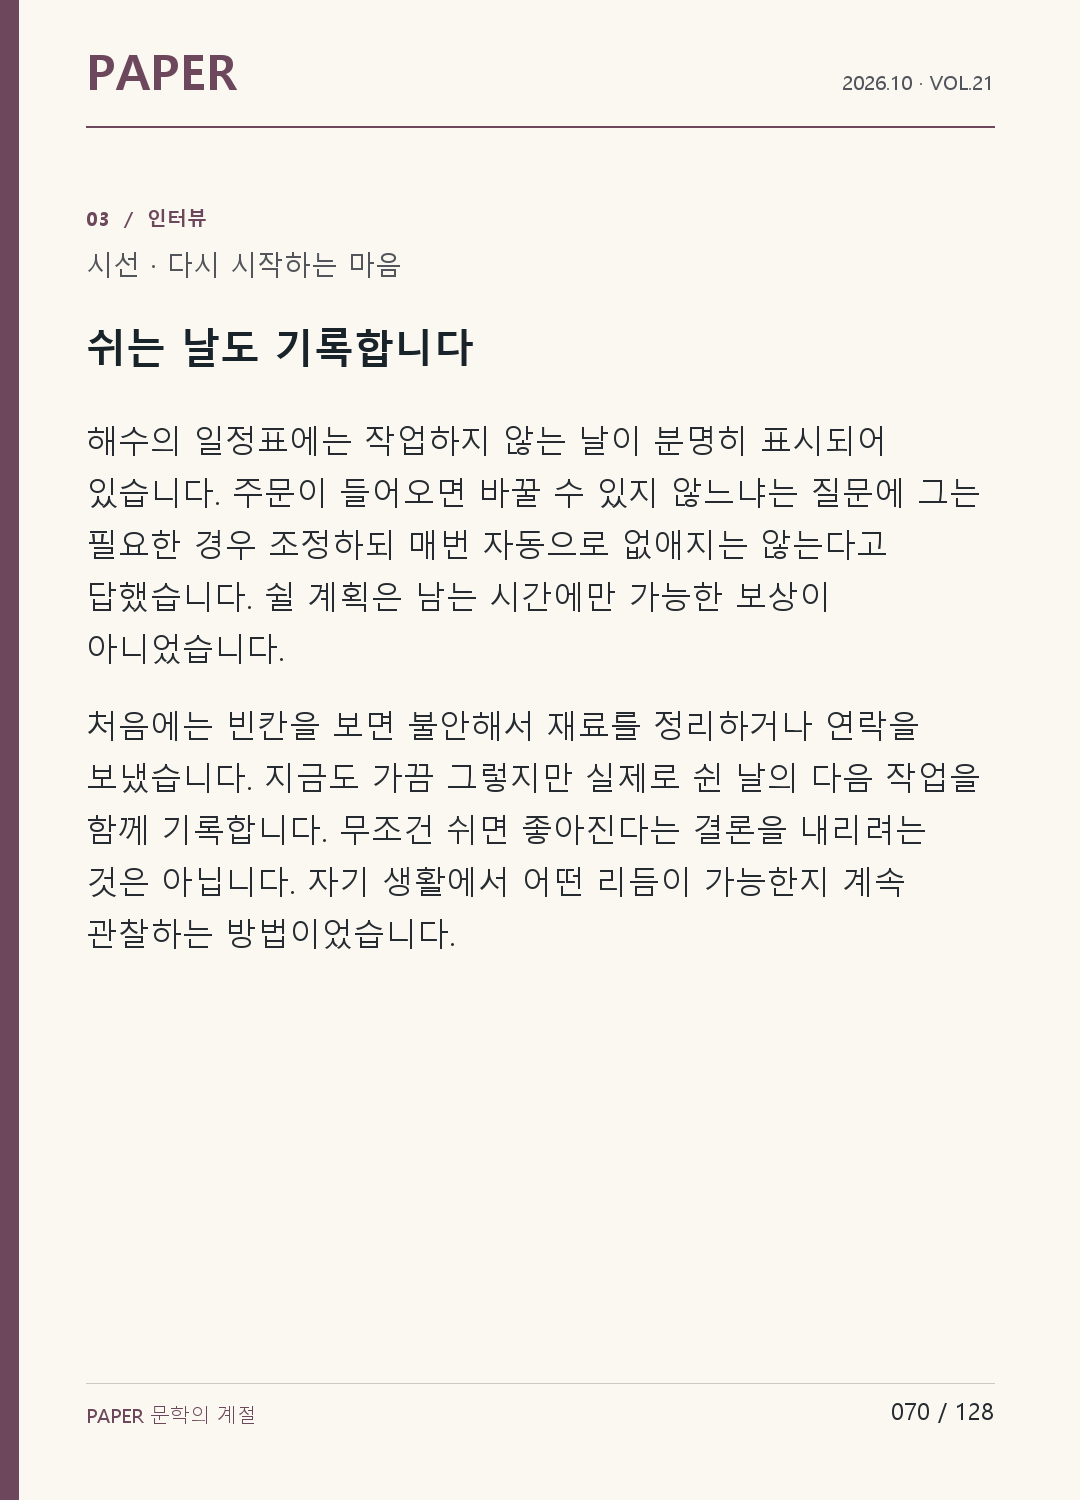 PAPER
2026.10 · VOL.21
03 / 인터뷰
시선 · 다시 시작하는 마음
쉬는 날도 기록합니다
해수의 일정표에는 작업하지 않는 날이 분명히 표시되어
있습니다. 주문이 들어오면 바꿀 수 있지 않느냐는 질문에 그는
필요한 경우 조정하되 매번 자동으로 없애지는 않는다고
답했습니다. 쉴 계획은 남는 시간에만 가능한 보상이
아니었습니다.
처음에는 빈칸을 보면 불안해서 재료를 정리하거나 연락을
보냈습니다. 지금도 가끔 그렇지만 실제로 쉰 날의 다음 작업을
함께 기록합니다. 무조건 쉬면 좋아진다는 결론을 내리려는
것은 아닙니다. 자기 생활에서 어떤 리듬이 가능한지 계속
관찰하는 방법이었습니다.
PAPER 문학의 계절
070 / 128